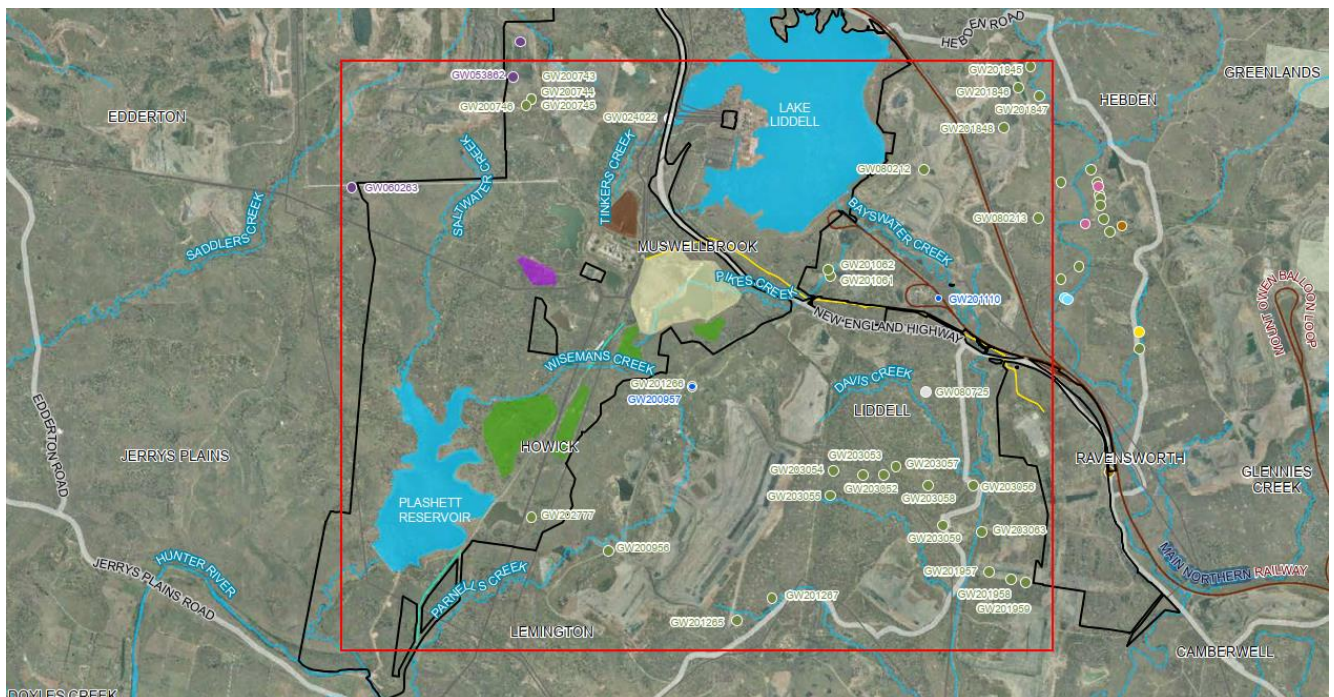 HEBDEN ROAD
GW201845
GREENLANDS
GW053862
GW200743
GW200744
GW201846
GW201847
HEBDEN
EDDERTON
GW200746
GW200745
GW024022
LAKE
LIDDELL
GW201848
SALTWATER CREEK
TINKERS CREEK
GW080212
GW060263
BAYSWATER CREEK
GW080213
SADDLERS CREEK
MUSWELLBROOK
GW201062
GW201061
PIKES CREEK
GW201110
MOUNT OWEN BALLOON LOOP
NEW ENGLAND HIGHWAY
WISEMANS CREEK
DAVIS CREEK
GW201266
GW200957
GW080725
LIDDELL
EDDERTON ROAD
JERRYS PLAINS
HOWICK
GW203053
GW203057
RAVENSWORTH
GW203054
GW203052
GW203058
GW203056
GLENNIES
CREEK
GW203055
PLASHETT
RESERVOIR
GW202777
GW203059
GW203063
GW200956
HUNTER RIVER
JERRYS PLAINS ROAD
PARNELLS CREEK
MAIN NORTHERN RAILWAY
GW201957
GW201958
GW201959
GW201267
GW201265
LEMINGTON
CAMBERWELL
DOYLES CREEK